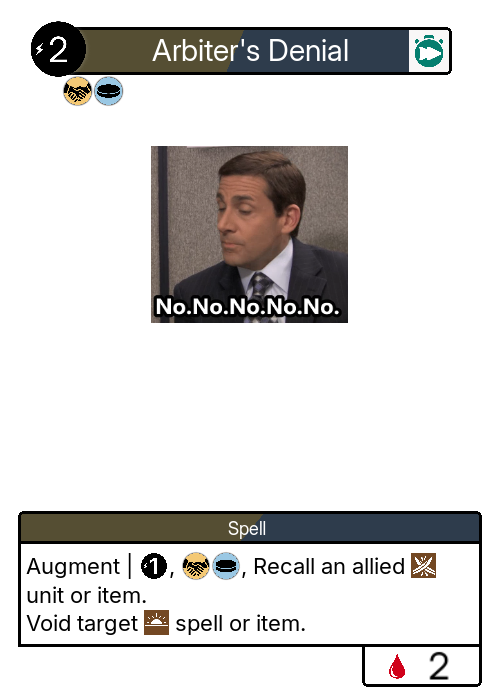 2 Arbiter's Denial
No.No.No.No.No.
Spell
Augment | 1, , Recall an allied
unit or item.
Void target spell or item.
2